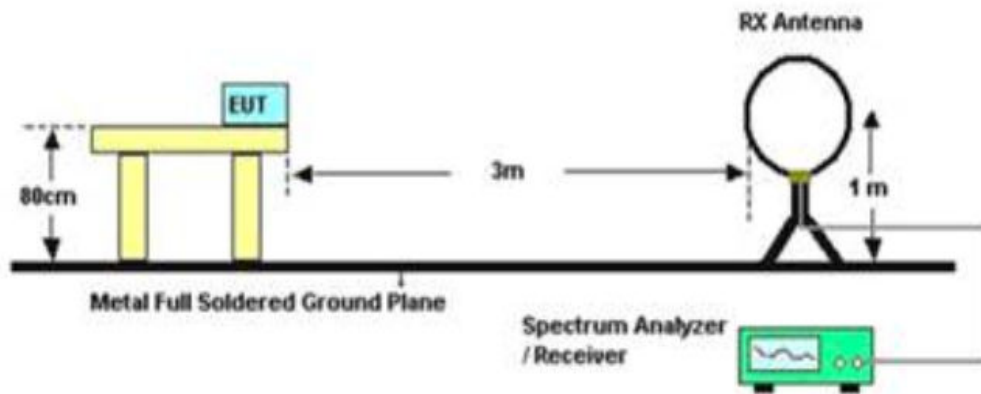 RX Antenna
EUT
3m
80cm
1 m
Metal Full Soldered Ground Plane
Spectrum Analyzer
/ Receiver